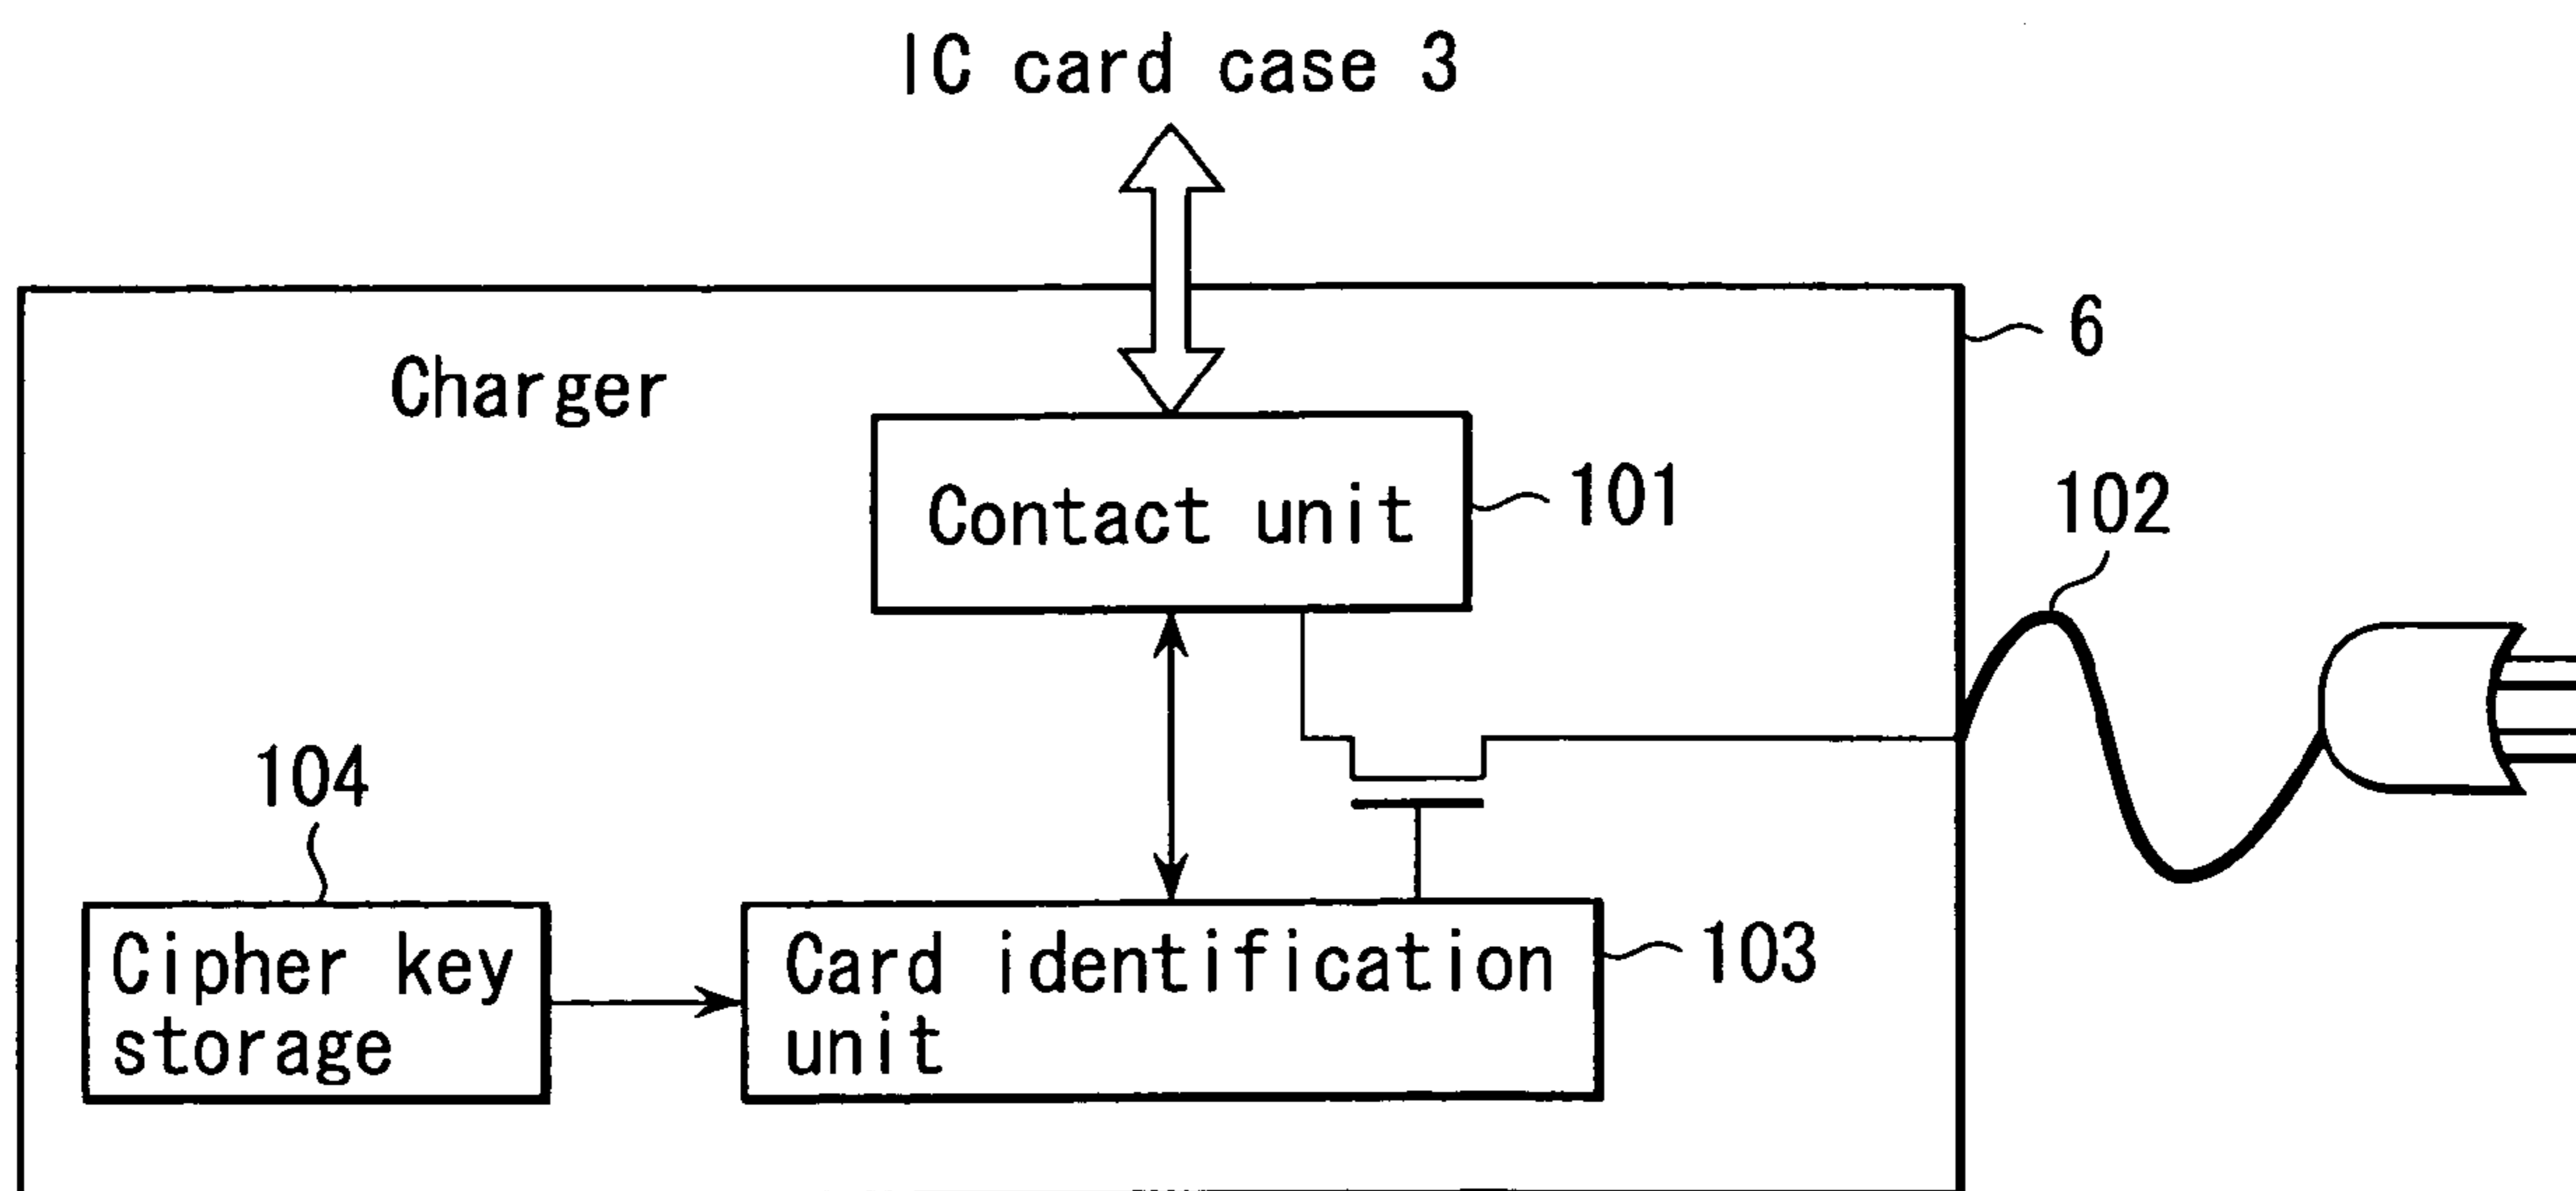 IC card case 3
6
Charger
Contact unit
101
102
104
Cipher key
storage
Card identification
unit
103